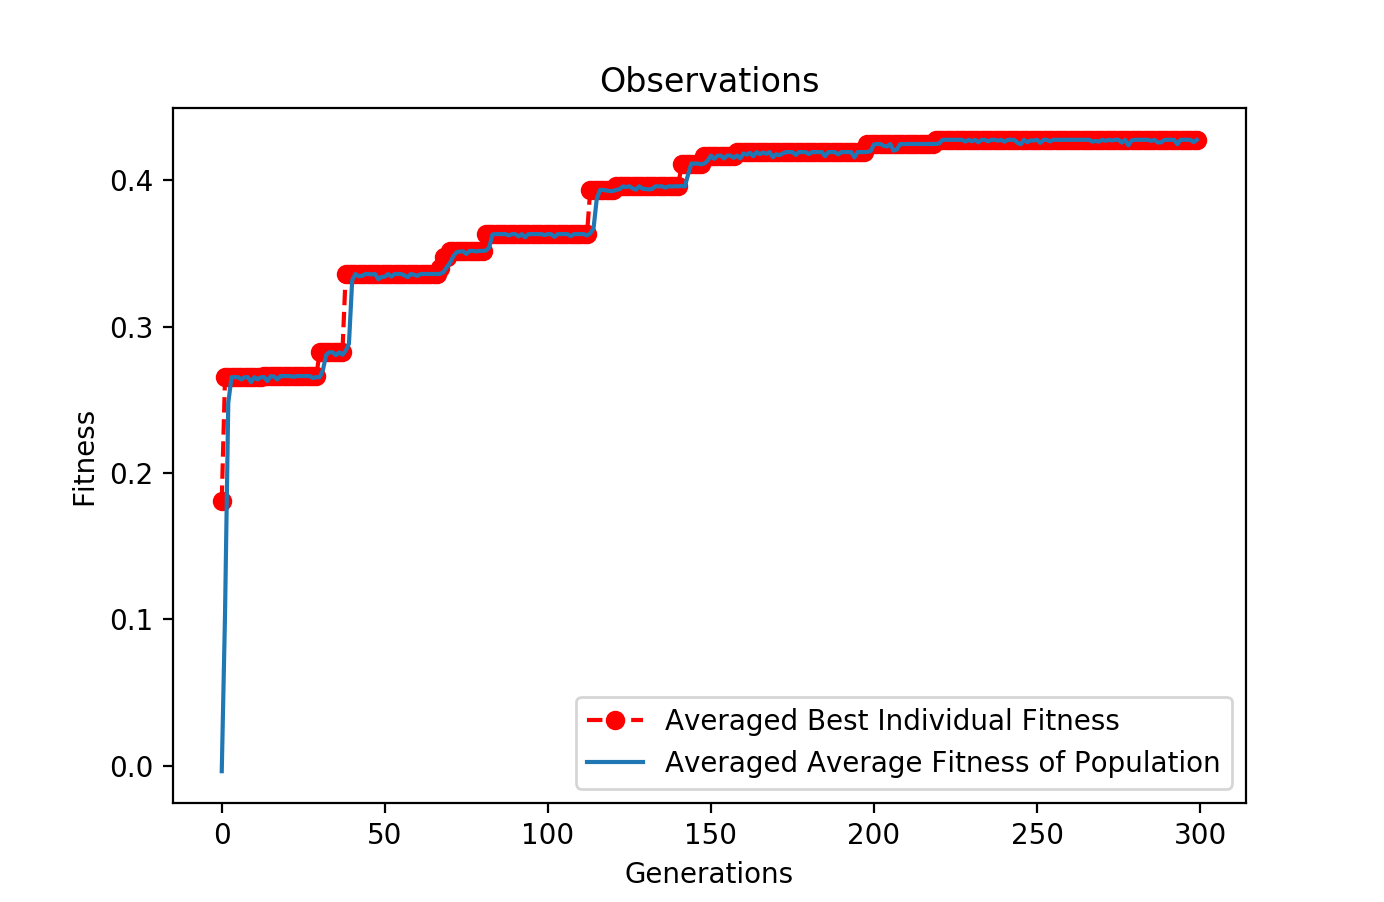 Observations
0.4
0.3
0.2
0.1
0.0
Fitness
Averaged Best Individual Fitness
Averaged Average Fitness of Population
0 50 100 150 200 250 300
Generations